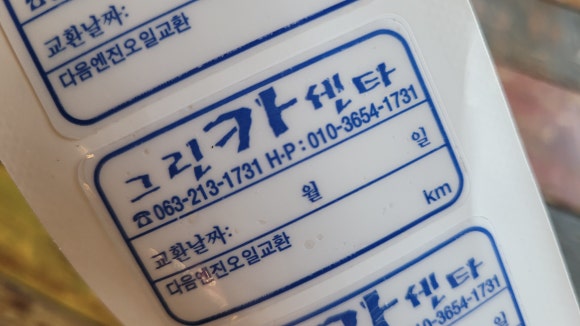 교환날짜:
다음엔진오일교환
그린카센타
☎063-213-1731 H·P:010-3654-1731
교환날짜: 월 일
다음엔진오일교환 km
카센타
010-3654-1731